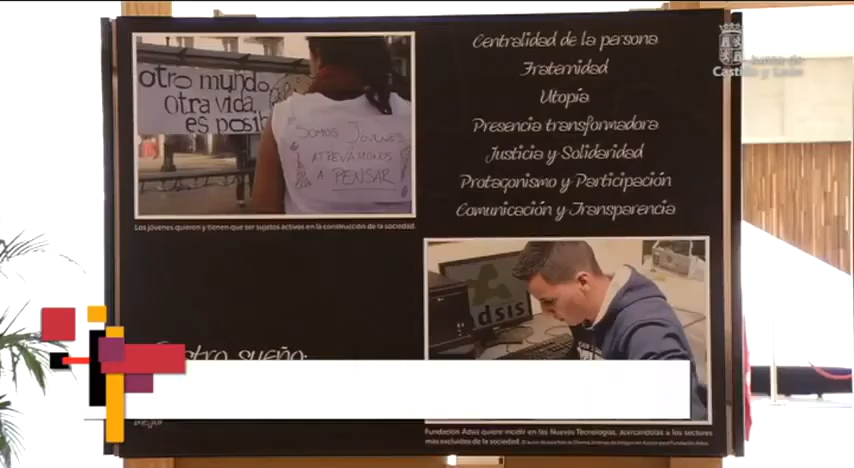 otro mundo
otra vida,
es posib
SOMOS JOVENES
ATREVAMONOS
A PENSAR
Los jóvenes quieren y tienen que ser sujetos activos en la construcción de la sociedad.
Centralidad de la persona
Fraternidad
Utopía
Presencia transformadora
Justicia y Solidaridad
Protagonismo y Participación
Comunicación y Transparencia
Junta de
Castilla y León
adsis
stro sueño:
mejor
Fundación Adsis quiere incidir en las Nuevas Tecnologías, acercándolas a los sectores
más excluidos de la sociedad.